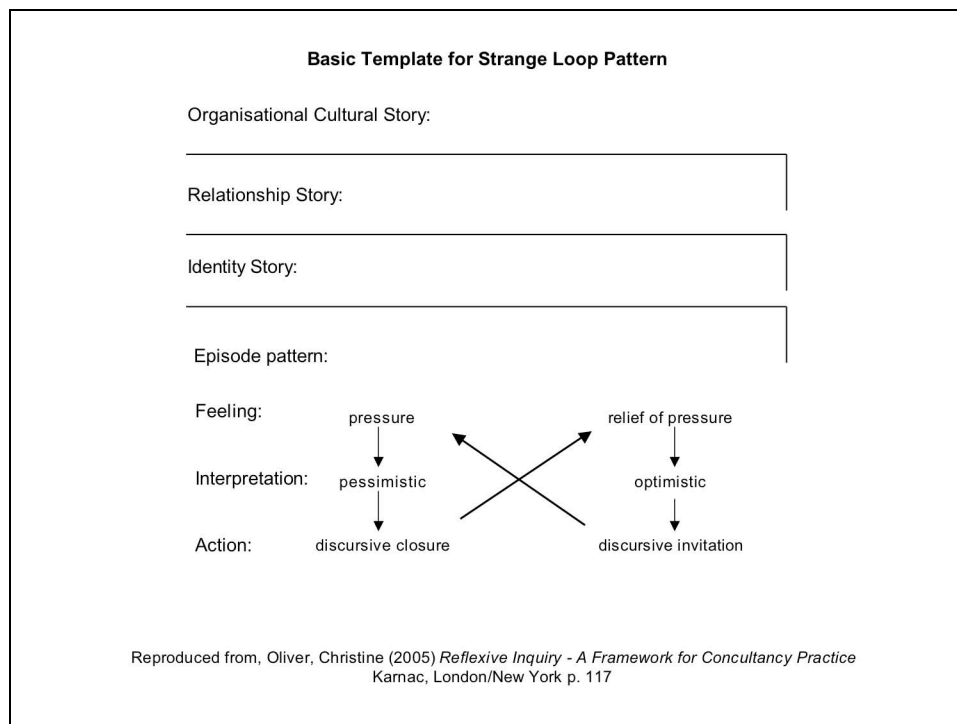 Basic Template for Strange Loop Pattern
Organisational Cultural Story:
Relationship Story:
Identity Story:
Episode pattern:
Feeling: pressure relief of pressure
Interpretation: pessimistic optimistic
Action: discursive closure discursive invitation
Reproduced from, Oliver, Christine (2005) Reflexive Inquiry - A Framework for Concultancy Practice
Karnac, London/New York p. 117